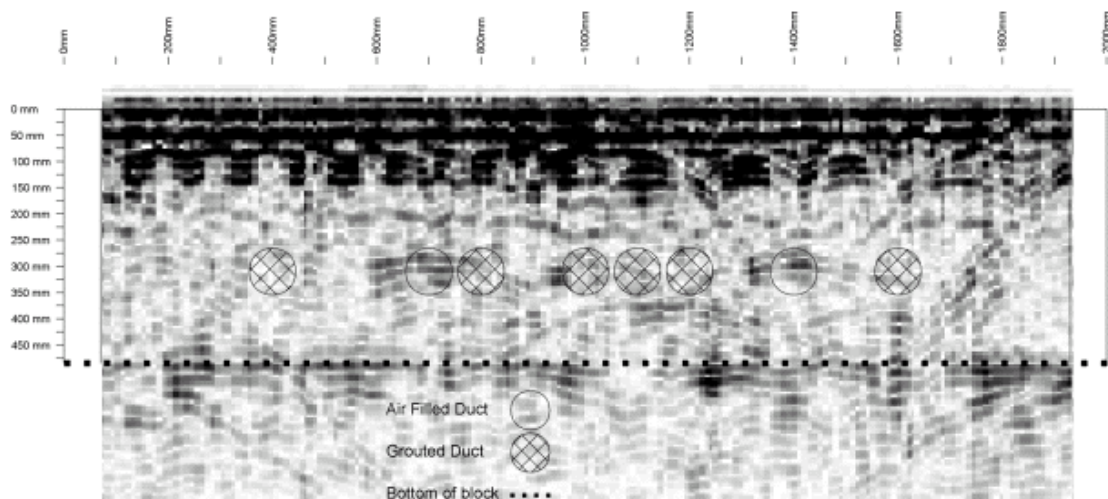 0mm
200mm
400mm
600mm
800mm
1000mm
1200mm
1400mm
1600mm
1800mm
2000mm
0 mm
50 mm
100 mm
150 mm
200 mm
250 mm
300 mm
350 mm
400 mm
450 mm
Air Filled Duct
Grouted Duct
Bottom of block